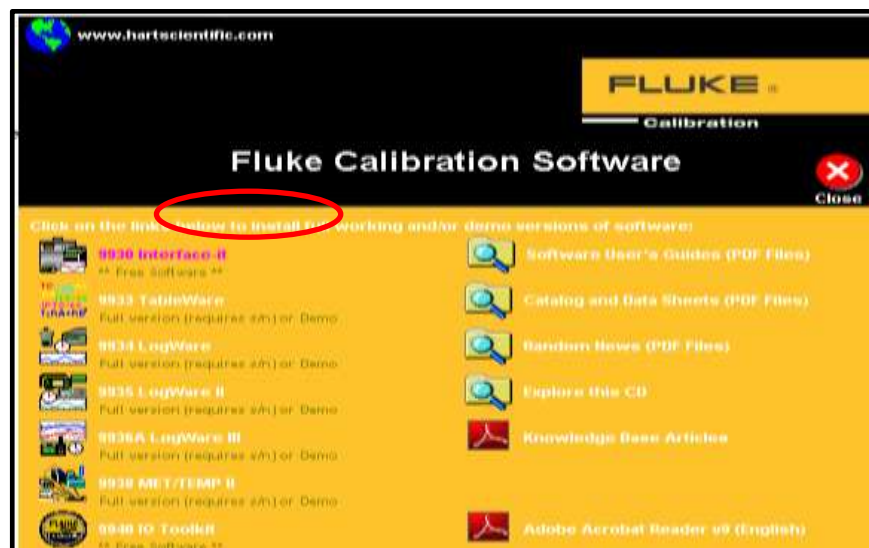 www.hartscientific.com
FLUKE ®
Calibration
Fluke Calibration Software
Close
Click on the links below to install full working and/or demo versions of software:
9930 Interface-it
** Free Software **
9933 TableWare
Full version (requires s/n) or Demo
9934 LogWare
Full version (requires s/n) or Demo
9935 LogWare II
Full version (requires s/n) or Demo
9936A LogWare III
Full version (requires s/n) or Demo
9938 MET/TEMP II
Full version (requires s/n) or Demo
9940 IO Toolkit
** Free Software **
Software User's Guides (PDF Files)
Catalog and Data Sheets (PDF Files)
Random News (PDF Files)
Explore this CD
Knowledge Base Articles
Adobe Acrobat Reader v9 (English)